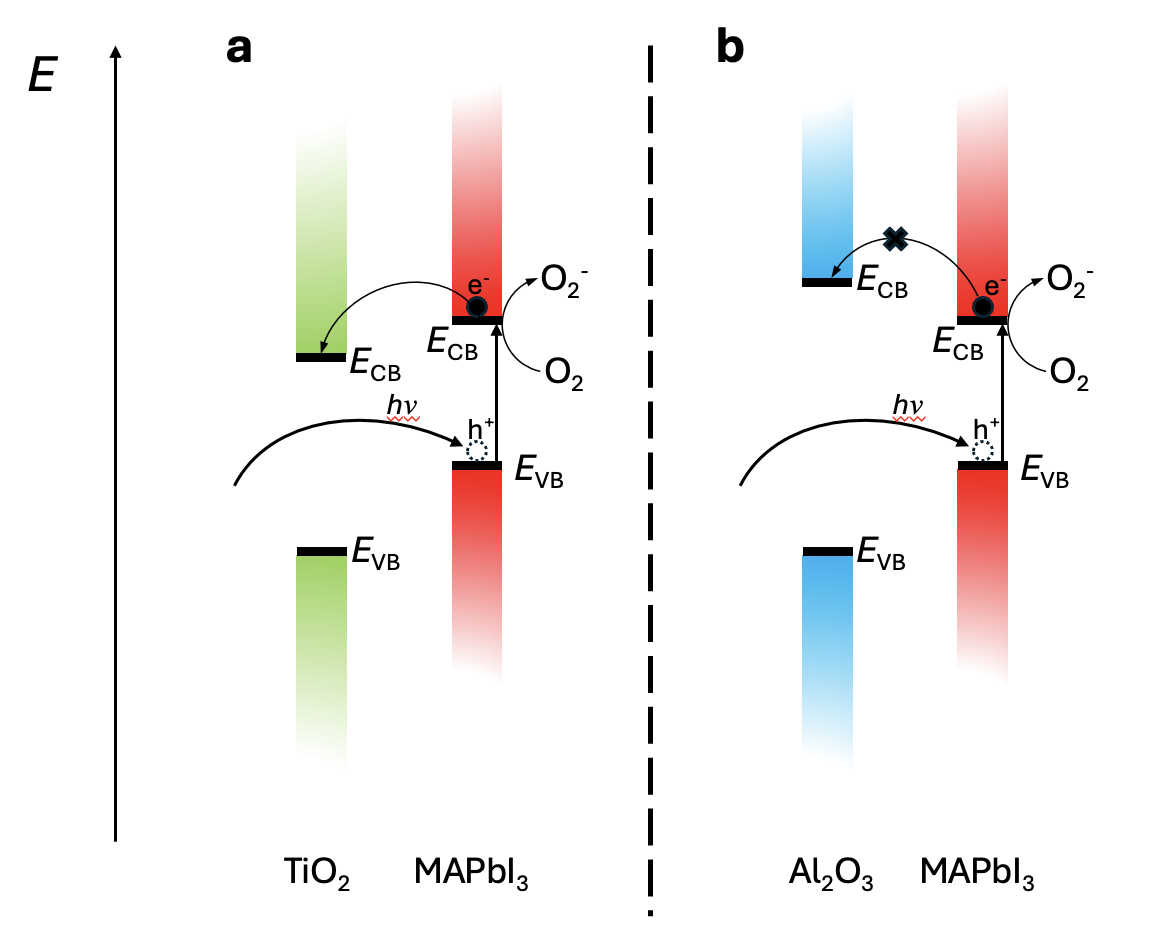 E
a
b
e⁻
O₂⁻
E_CB
E_CB
O₂
hν
h⁺
E_VB
E_VB
TiO₂
MAPbI₃
E_CB
e⁻
O₂⁻
E_CB
O₂
hν
h⁺
E_VB
E_VB
Al₂O₃
MAPbI₃